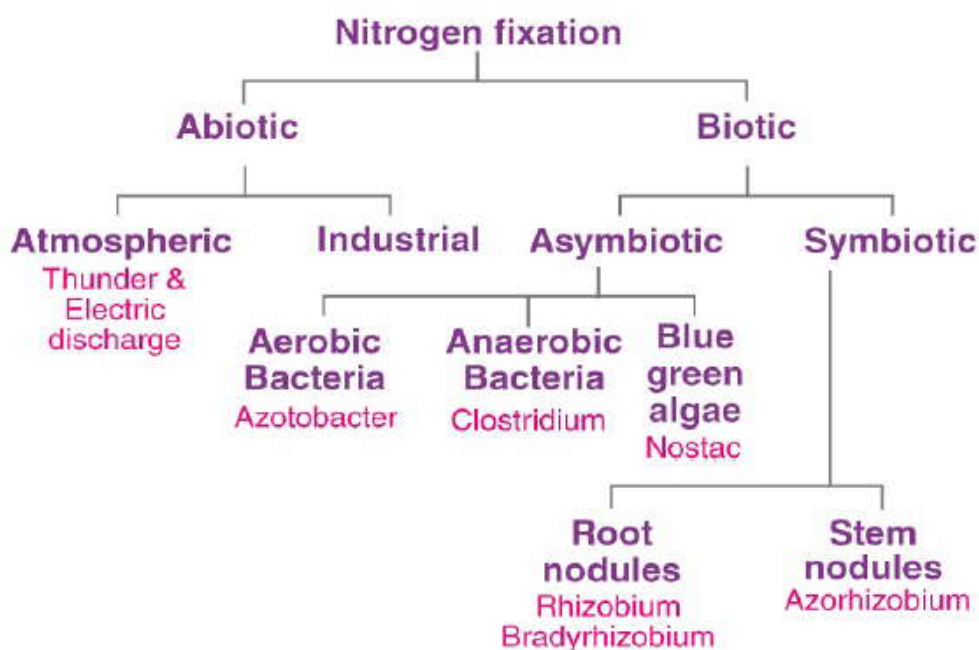 Nitrogen fixation
Abiotic
Biotic
Atmospheric
Thunder &
Electric
discharge
Industrial
Asymbiotic
Symbiotic
Aerobic
Bacteria
Azotobacter
Anaerobic
Bacteria
Clostridium
Blue
green
algae
Nostac
Root
nodules
Rhizobium
Bradyrhizobium
Stem
nodules
Azorhizobium